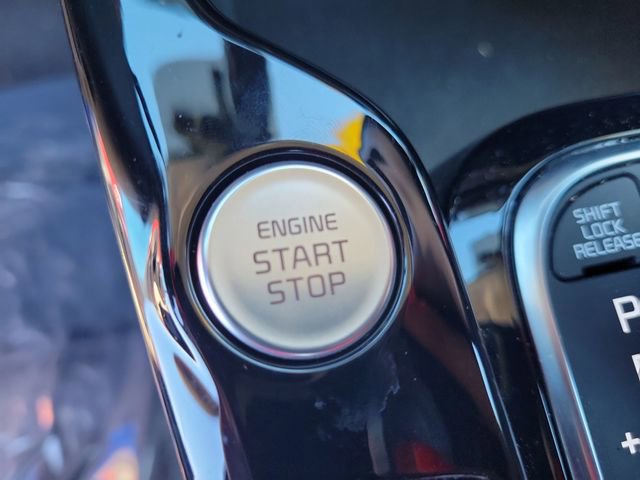 ENGINE
START
STOP
SHIFT
LOCK
RELEASE
P
+